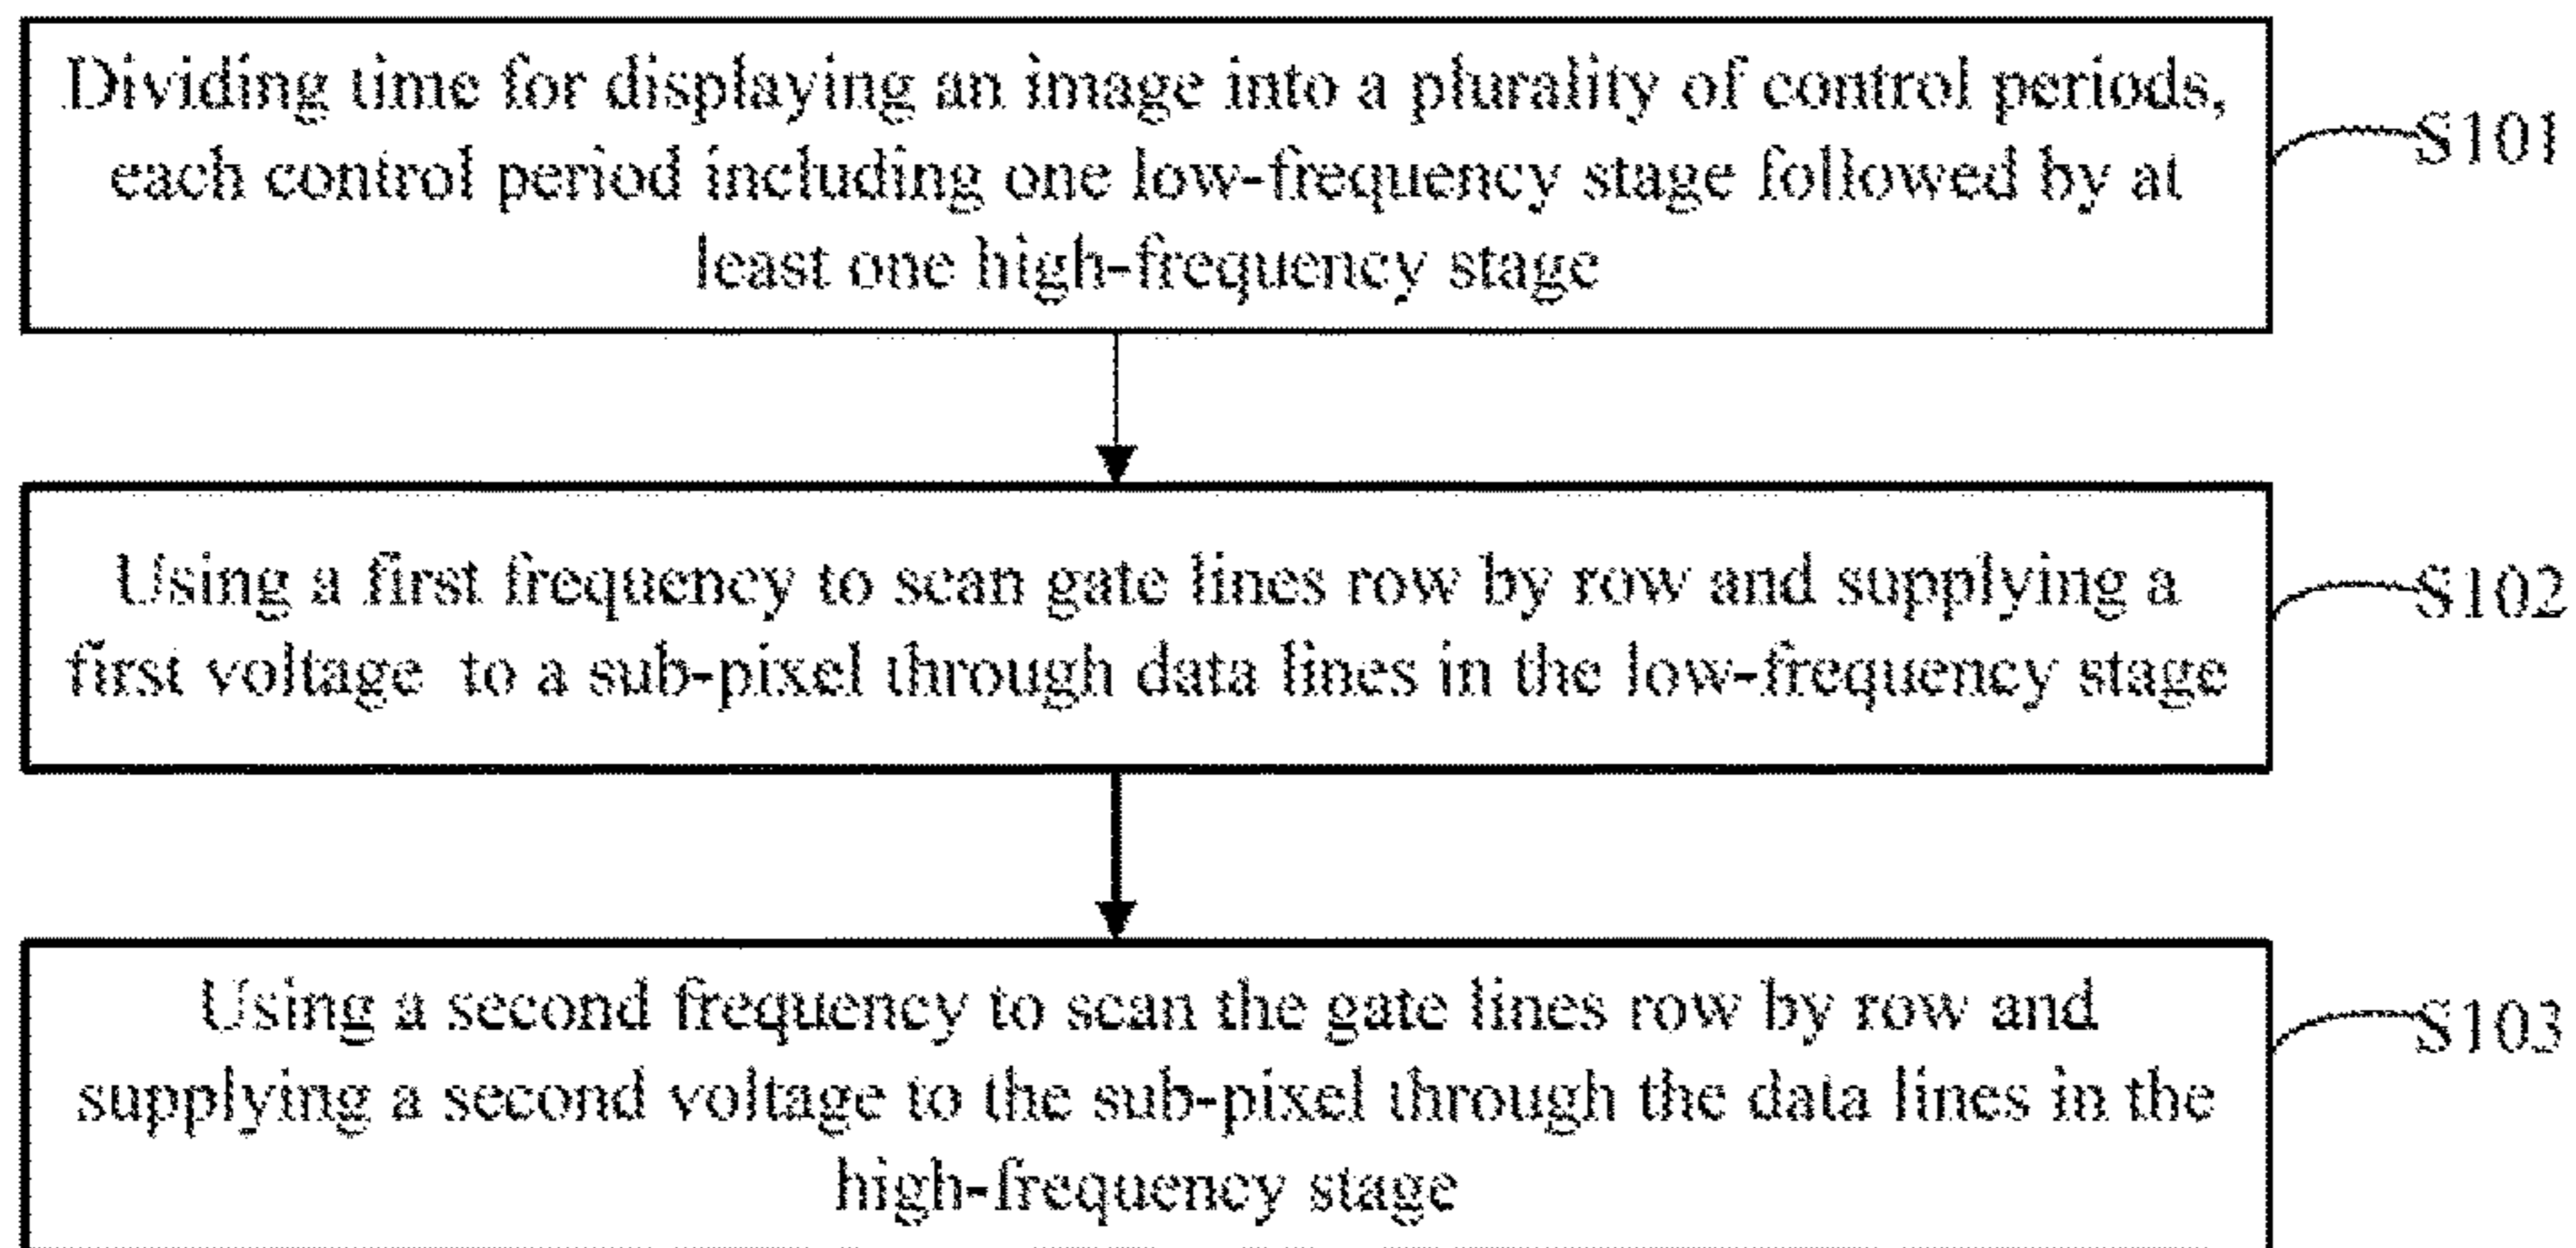 Dividing time for displaying an image into a plurality of control periods,
each control period including one low-frequency stage followed by at
least one high-frequency stage
S101
Using a first frequency to scan gate lines row by row and supplying a
first voltage to a sub-pixel through data lines in the low-frequency stage
S102
Using a second frequency to scan the gate lines row by row and
supplying a second voltage to the sub-pixel through the data lines in the
high-frequency stage
S103